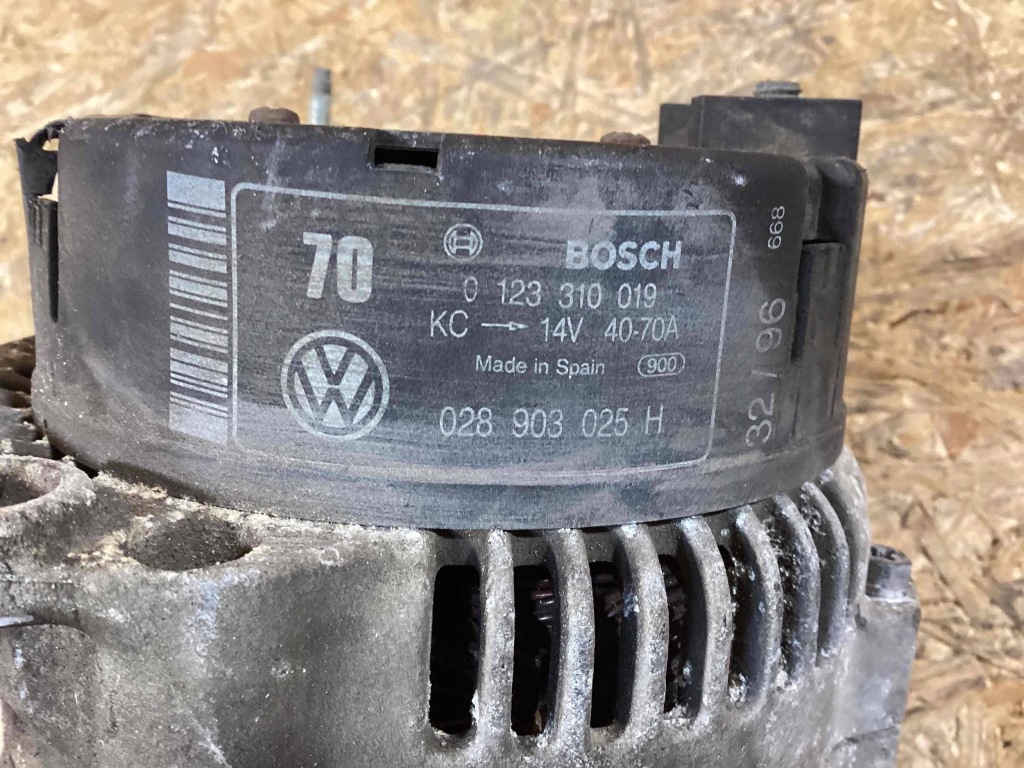 70
BOSCH
0 123 310 019
KC → 14V 40-70A
Made in Spain 900
028 903 025 H
32 / 96 668